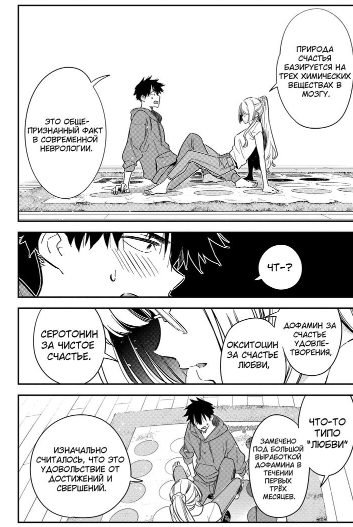 ПРИРОДА
СЧАСТЬЯ
БАЗИРУЕТСЯ НА
ТРЕХ ХИМИЧЕСКИХ
ВЕЩЕСТВАХ В
МОЗГУ.
ЭТО ОБЩЕ-
ПРИЗНАННЫЙ ФАКТ
В СОВРЕМЕННОЙ
НЕВРОЛОГИИ.
ЧТ-?
ДОФАМИН ЗА
СЧАСТЬЕ
УДОВЛЕ-
ТВОРЕНИЯ,
ОКСИТОЦИН
ЗА СЧАСТЬЕ
ЛЮБВИ,
СЕРОТОНИН
ЗА ЧИСТОЕ
СЧАСТЬЕ.
ЧТО-ТО
ТИПО
"ЛЮБВИ"
ЗАМЕЧЕНО
ПОД БОЛЬШОЙ
ВЫРАБОТКОЙ
ДОФАМИНА В
ТЕЧЕНИИ
ПЕРВЫХ
ТРЁХ
МЕСЯЦЕВ.
ИЗНАЧАЛЬНО
СЧИТАЛОСЬ, ЧТО ЭТО
УДОВОЛЬСТВИЕ ОТ
ДОСТИЖЕНИЙ И
СВЕРШЕНИЙ.